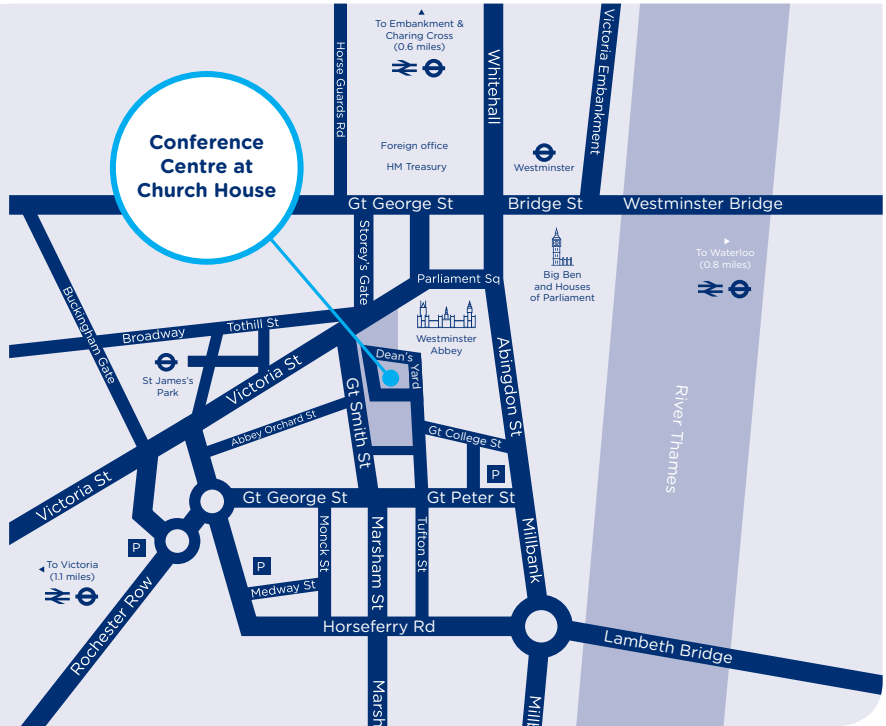 To Embankment &
Charing Cross
(0.6 miles)
Horse Guards Rd
Whitehall
Victoria Embankment
Conference
Centre at
Church House
Foreign office
HM Treasury
Westminster
Gt George St
Bridge St
Westminster Bridge
Storey's Gate
Parliament Sq
Big Ben
and Houses
of Parliament
To Waterloo
(0.8 miles)
Buckingham Gate
Broadway
Tothill St
Westminster
Abbey
St James's
Park
Victoria St
Dean's
Yard
Abingdon St
Gt Smith St
Abbey Orchard St
Gt College St
River Thames
P
Victoria St
Gt George St
Gt Peter St
P
P
Monck St
Marsham St
Tufton St
Millbank
To Victoria
(1.1 miles)
Medway St
Rochester Row
Horseferry Rd
Lambeth Bridge
Marsh
Mill